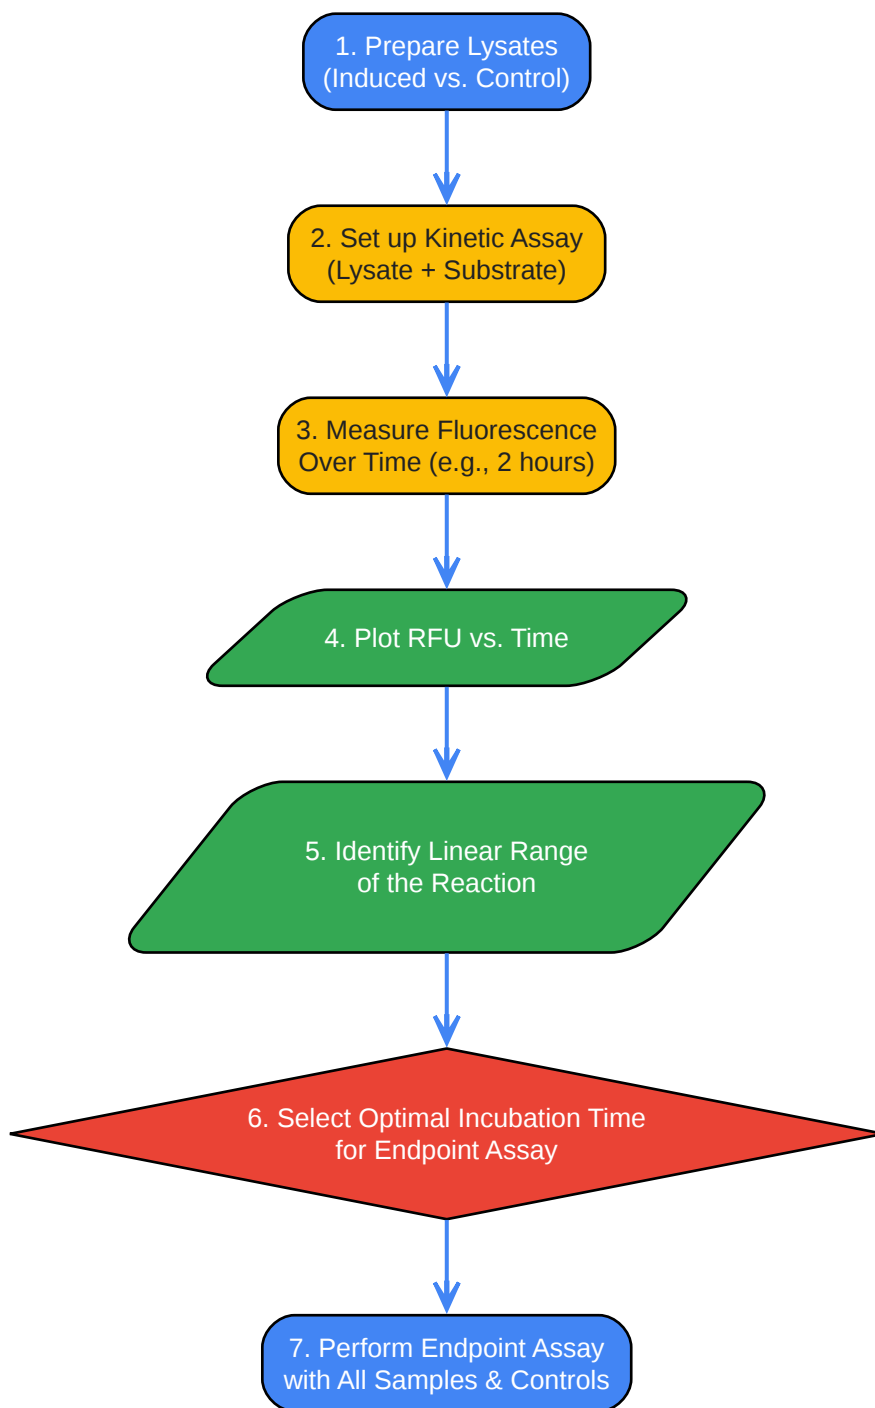 1. Prepare Lysates
(Induced vs. Control)
2. Set up Kinetic Assay
(Lysate + Substrate)
3. Measure Fluorescence
Over Time (e.g., 2 hours)
4. Plot RFU vs. Time
5. Identify Linear Range
of the Reaction
6. Select Optimal Incubation Time
for Endpoint Assay
7. Perform Endpoint Assay
with All Samples & Controls